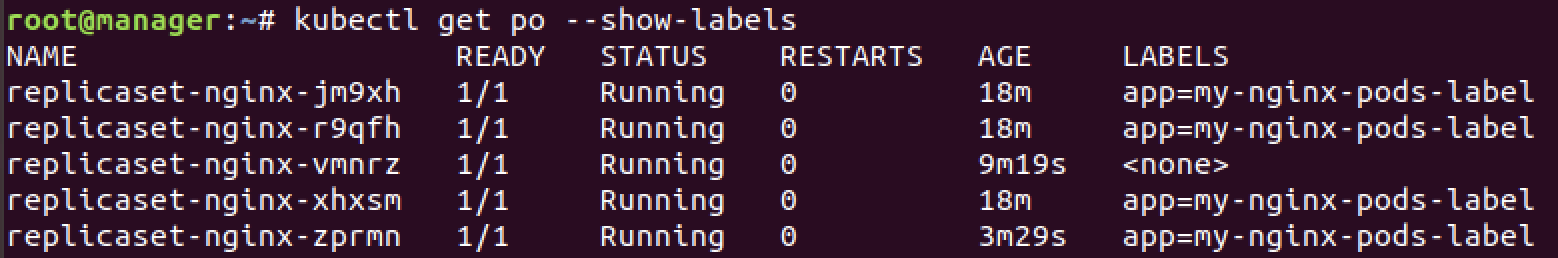 root@manager:~# kubectl get po --show-labels
NAME READY STATUS RESTARTS AGE LABELS
replicaset-nginx-jm9xh 1/1 Running 0 18m app=my-nginx-pods-label
replicaset-nginx-r9qfh 1/1 Running 0 18m app=my-nginx-pods-label
replicaset-nginx-vmnrz 1/1 Running 0 9m19s <none>
replicaset-nginx-xhxsm 1/1 Running 0 18m app=my-nginx-pods-label
replicaset-nginx-zprmn 1/1 Running 0 3m29s app=my-nginx-pods-label